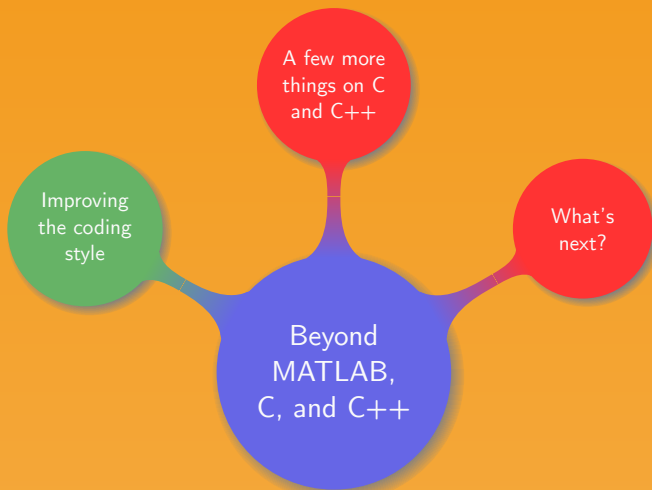 A few more
things on C
and C++
Improving
the coding
style
What's
next?
Beyond
MATLAB,
C, and C++